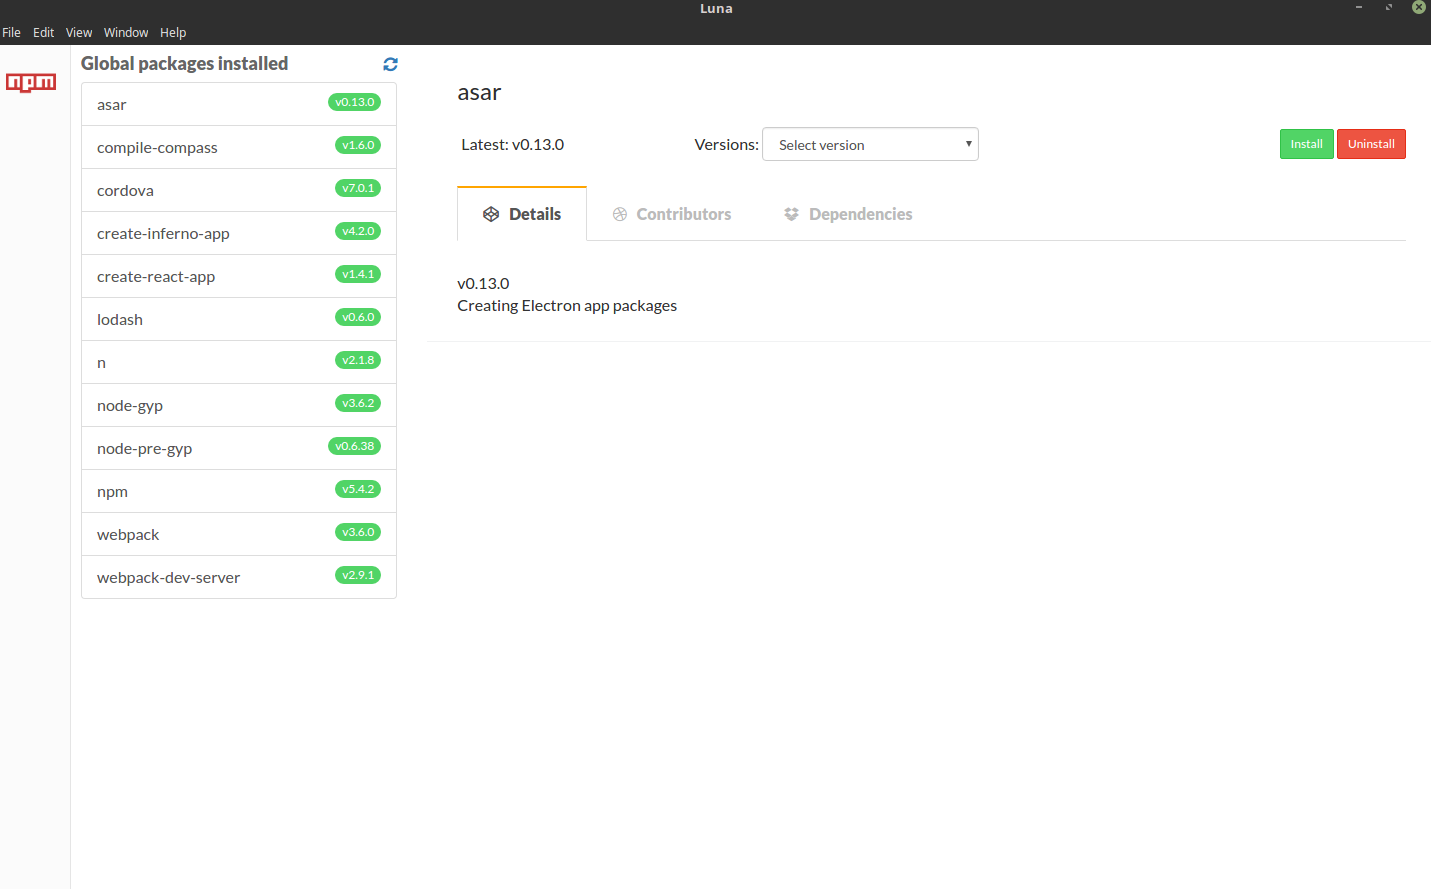 Luna
File Edit View Window Help
npm
Global packages installed
asar v0.13.0
compile-compass v1.6.0
cordova v7.0.1
create-inferno-app v4.2.0
create-react-app v1.4.1
lodash v0.6.0
n v2.1.8
node-gyp v3.6.2
node-pre-gyp v0.6.38
npm v5.4.2
webpack v3.6.0
webpack-dev-server v2.9.1
asar
Latest: v0.13.0 Versions: Select version Install Uninstall
Details Contributors Dependencies
v0.13.0
Creating Electron app packages